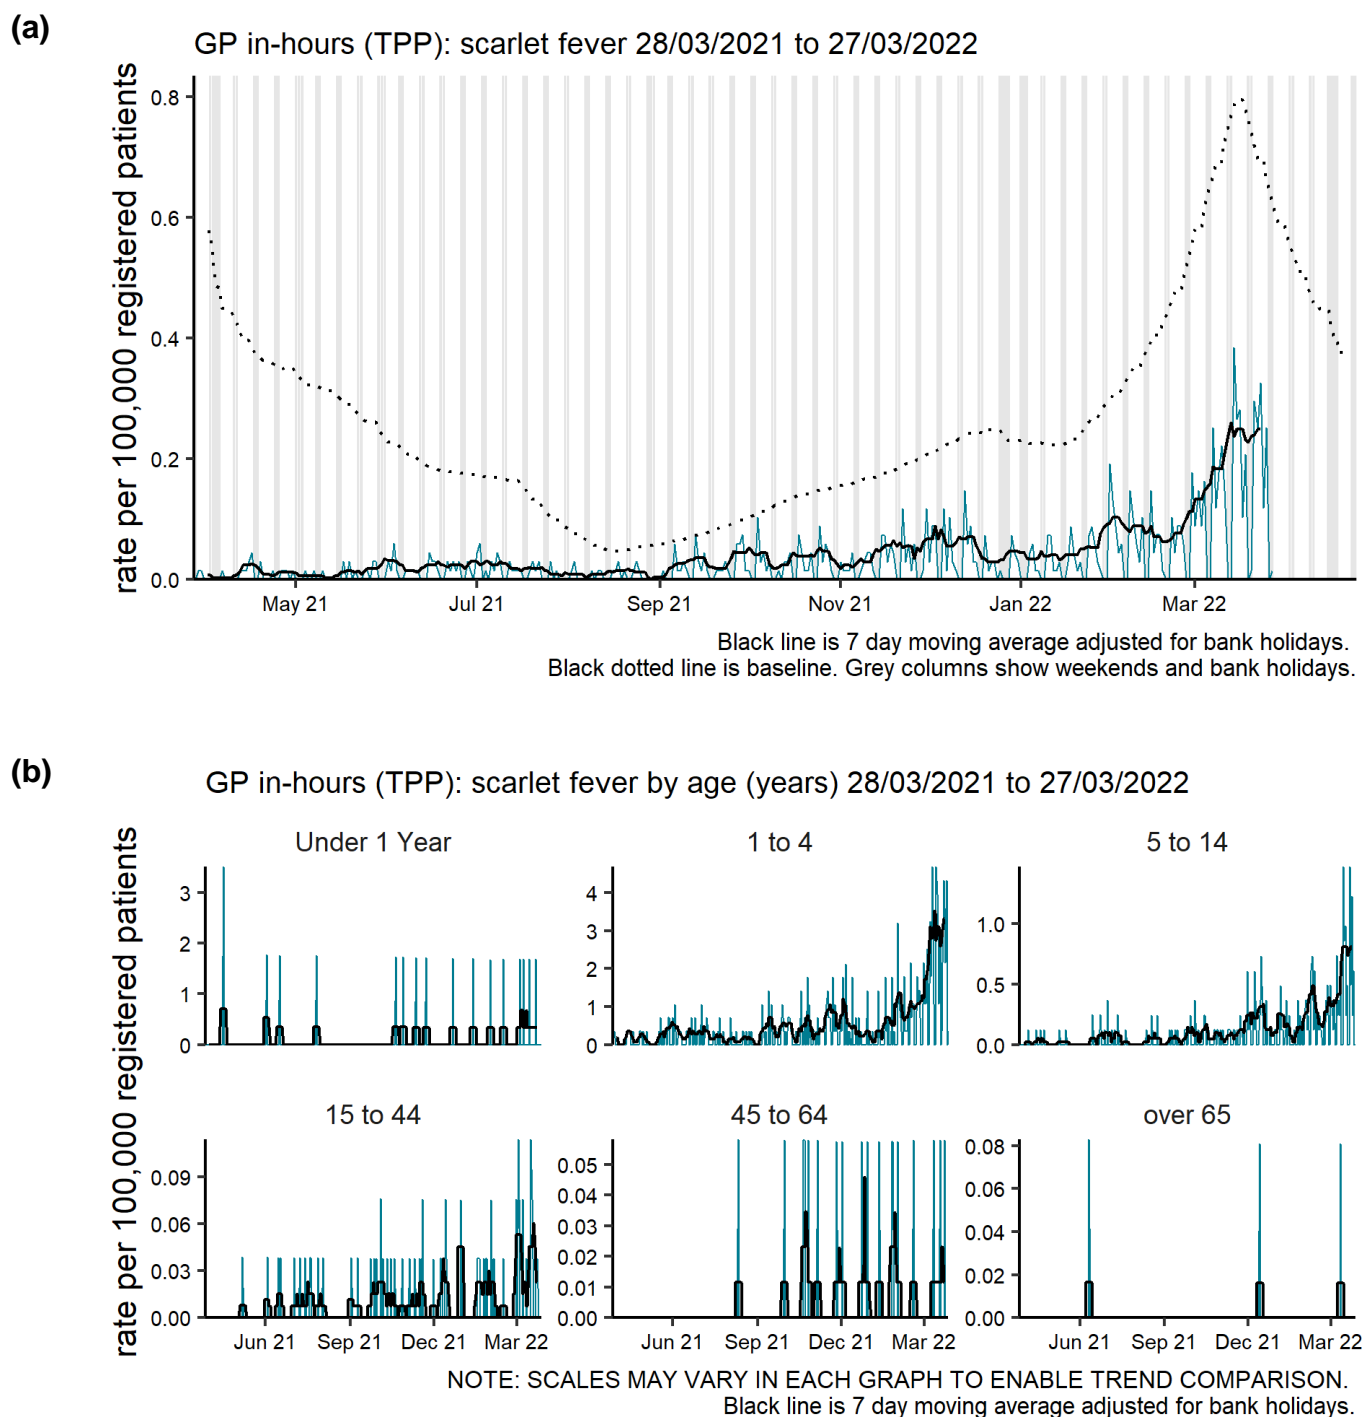 (a)
GP in-hours (TPP): scarlet fever 28/03/2021 to 27/03/2022
rate per 100,000 registered patients
0.8
0.6
0.4
0.2
0.0
May 21 Jul 21 Sep 21 Nov 21 Jan 22 Mar 22
Black line is 7 day moving average adjusted for bank holidays.
Black dotted line is baseline. Grey columns show weekends and bank holidays.
(b)
GP in-hours (TPP): scarlet fever by age (years) 28/03/2021 to 27/03/2022
rate per 100,000 registered patients
Under 1 Year
3
2
1
0
1 to 4
4
3
2
1
0
5 to 14
1.0
0.5
0.0
15 to 44
0.09
0.06
0.03
0.00
Jun 21 Sep 21 Dec 21 Mar 22
45 to 64
0.05
0.04
0.03
0.02
0.01
0.00
Jun 21 Sep 21 Dec 21 Mar 22
over 65
0.08
0.06
0.04
0.02
0.00
Jun 21 Sep 21 Dec 21 Mar 22
NOTE: SCALES MAY VARY IN EACH GRAPH TO ENABLE TREND COMPARISON.
Black line is 7 day moving average adjusted for bank holidays.